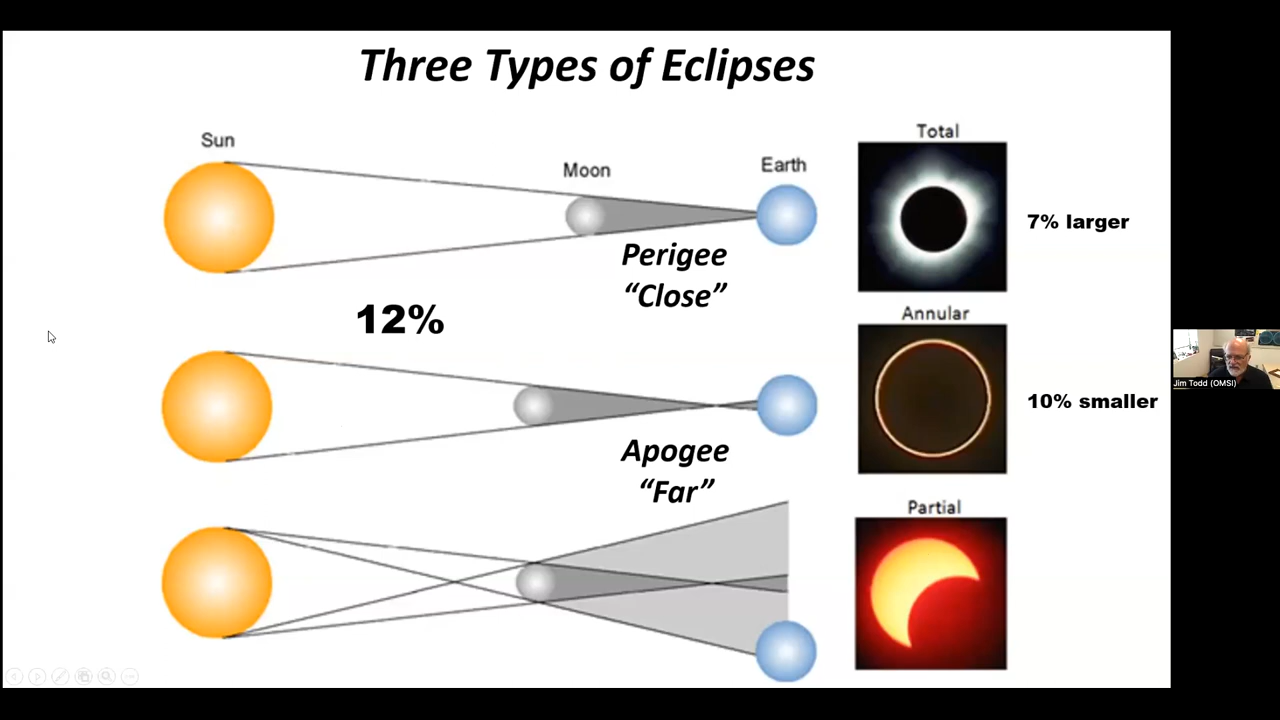 Three Types of Eclipses
Sun
Moon
Earth
Total
7% larger
Perigee
“Close”
12%
Annular
10% smaller
Apogee
“Far”
Partial
Jim Todd (OMSI)